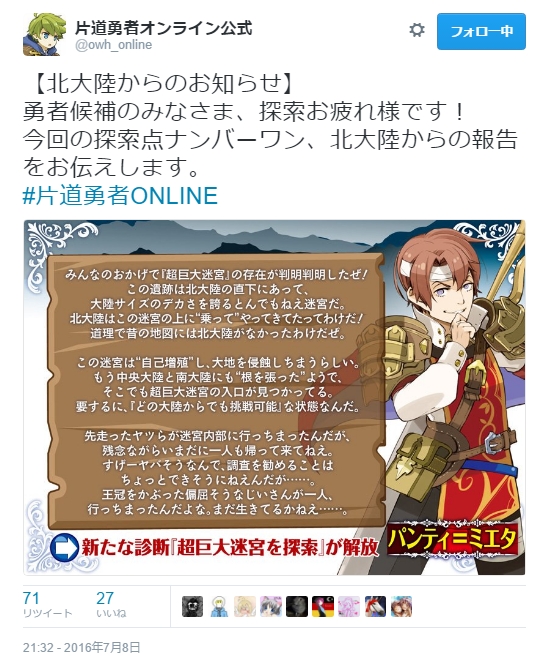 片道勇者オンライン公式
@owh_online
フォロー中
【北大陸からのお知らせ】
勇者候補のみなさま、探索お疲れ様です！
今回の探索点ナンバーワン、北大陸からの報告
をお伝えします。
#片道勇者ONLINE
みんなのおかげで『超巨大迷宮』の存在が判明判明したぜ！
この遺跡は北大陸の直下にあって、
大陸サイズのデカさを誇るとんでもねえ迷宮だ。
北大陸はこの迷宮の上に“乗って”やってきてたってわけだ！
道理で昔の地図には北大陸がなかったわけだぜ。
この迷宮は“自己増殖”し、大地を侵蝕しちまうらしい。
もう中央大陸と南大陸にも“根を張った”ようで、
そこでも超巨大迷宮の入口が見つかってる。
要するに、『どの大陸からでも挑戦可能』な状態なんだ。
先走ったヤツらが迷宮内部に行っちまったんだが、
残念ながらいまだに一人も帰って来てねえ。
すげーヤバそうなんで、調査を勧めることは
ちょっとできそうにねえんだが……。
王冠をかぶった偏屈そうなじいさんが一人、
行っちまったんだよな。まだ生きてるかねえ……。
新たな診断『超巨大迷宮を探索』が解放
パンティ=ミエタ
71
リツイート
27
いいね
21:32 - 2016年7月8日